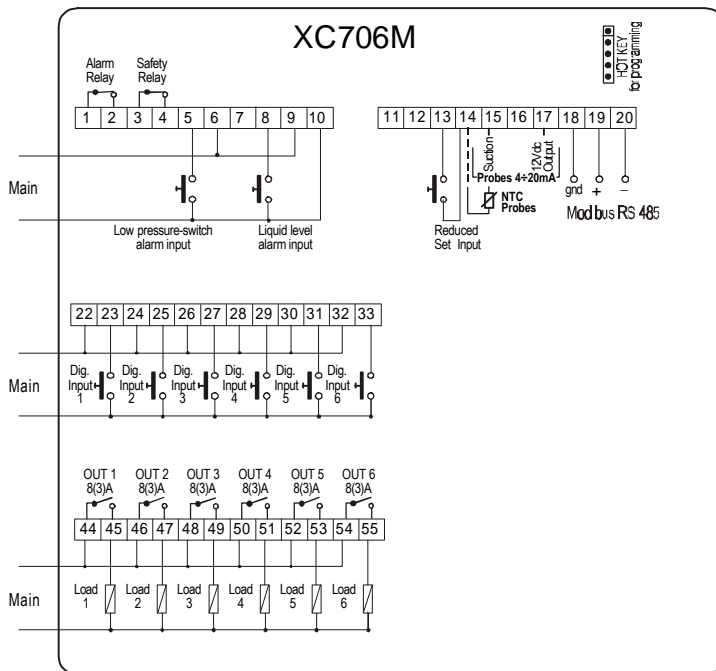 XC706M
HOT KEY
for programming
Alarm
Relay
Safety
Relay
1 2 3 4 5 6 7 8 9 10
11 12 13 14 15 16 17 18 19 20
Main
Low pressure-switch
alarm input
Liquid level
alarm input
Suction
12Vdc
Output
Probes 4÷20mA
NTC
Probes
Reduced
Set Input
gnd + −
Modbus RS 485
22 23 24 25 26 27 28 29 30 31 32 33
Main
Dig.
Input
1
Dig.
Input
2
Dig.
Input
3
Dig.
Input
4
Dig.
Input
5
Dig.
Input
6
OUT 1
8(3)A
OUT 2
8(3)A
OUT 3
8(3)A
OUT 4
8(3)A
OUT 5
8(3)A
OUT 6
8(3)A
44 45 46 47 48 49 50 51 52 53 54 55
Main
Load
1
Load
2
Load
3
Load
4
Load
5
Load
6